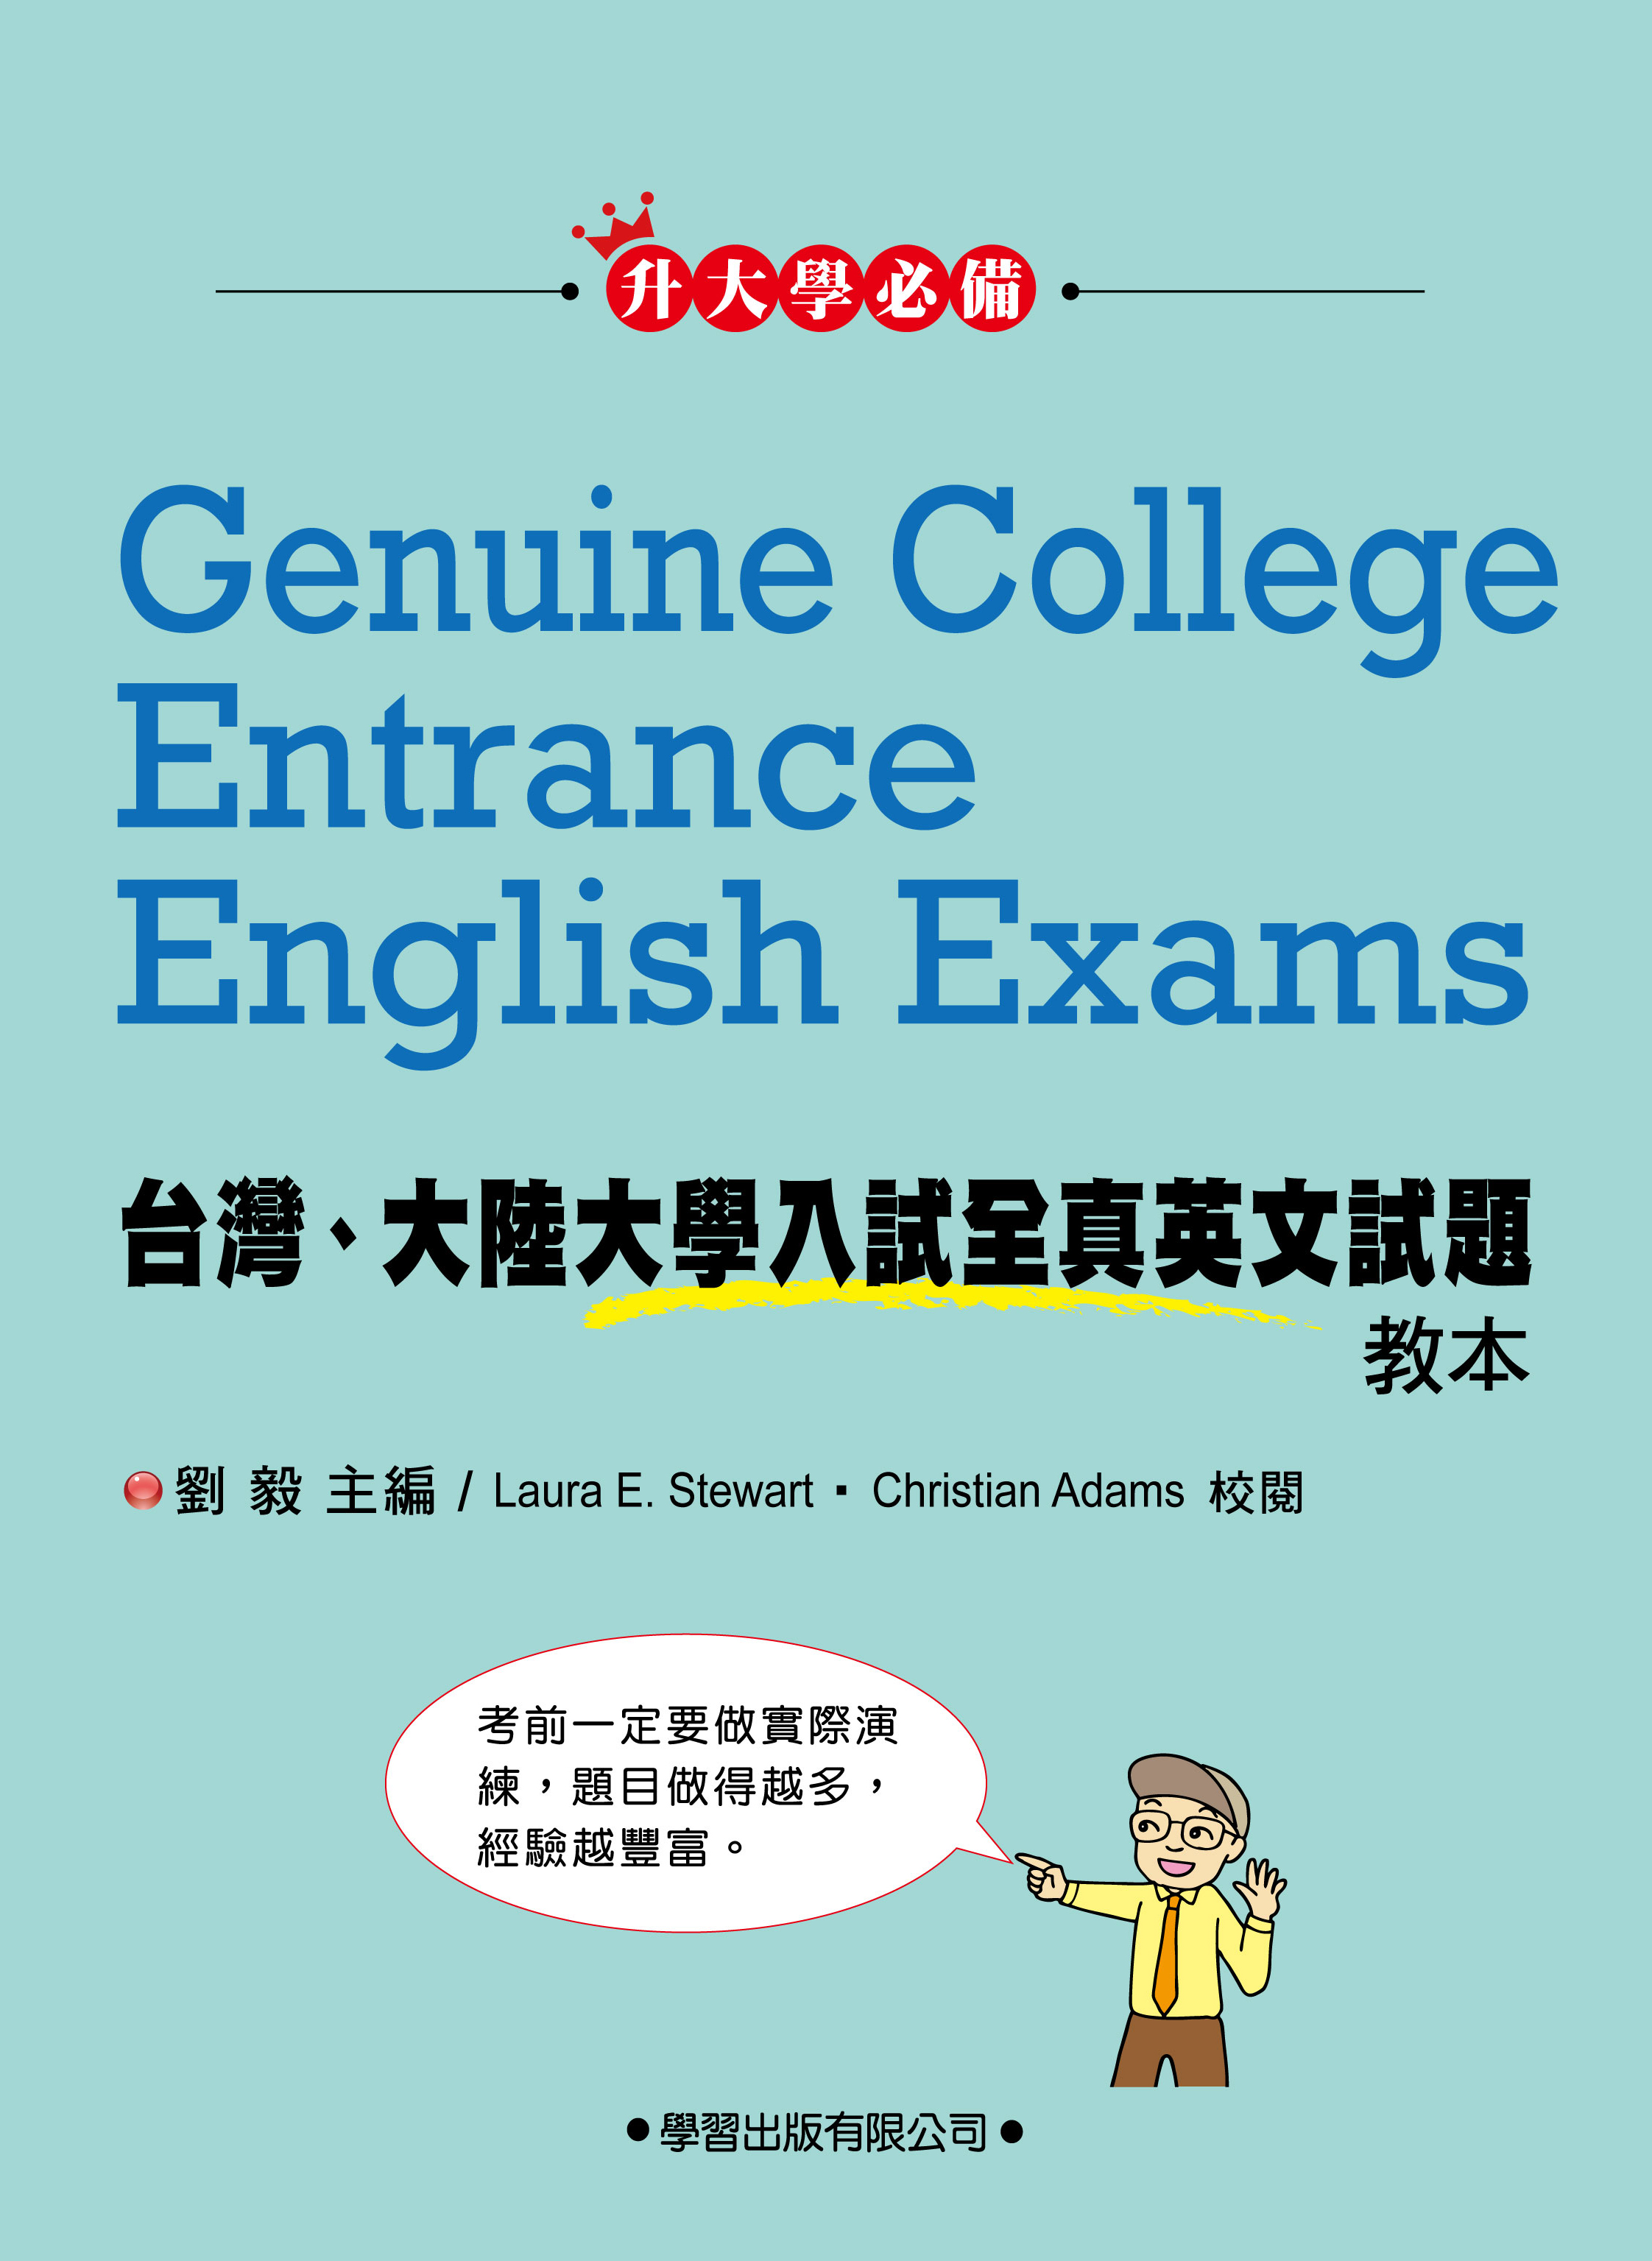 升大學必備
Genuine College
Entrance
English Exams
台灣、大陸大學入試全真英文試題
教本
劉 毅 主編 / Laura E. Stewart ▪ Christian Adams 校閱
考前一定要做實際演
練，題目做得越多，
經驗越豐富。
●學習出版有限公司●